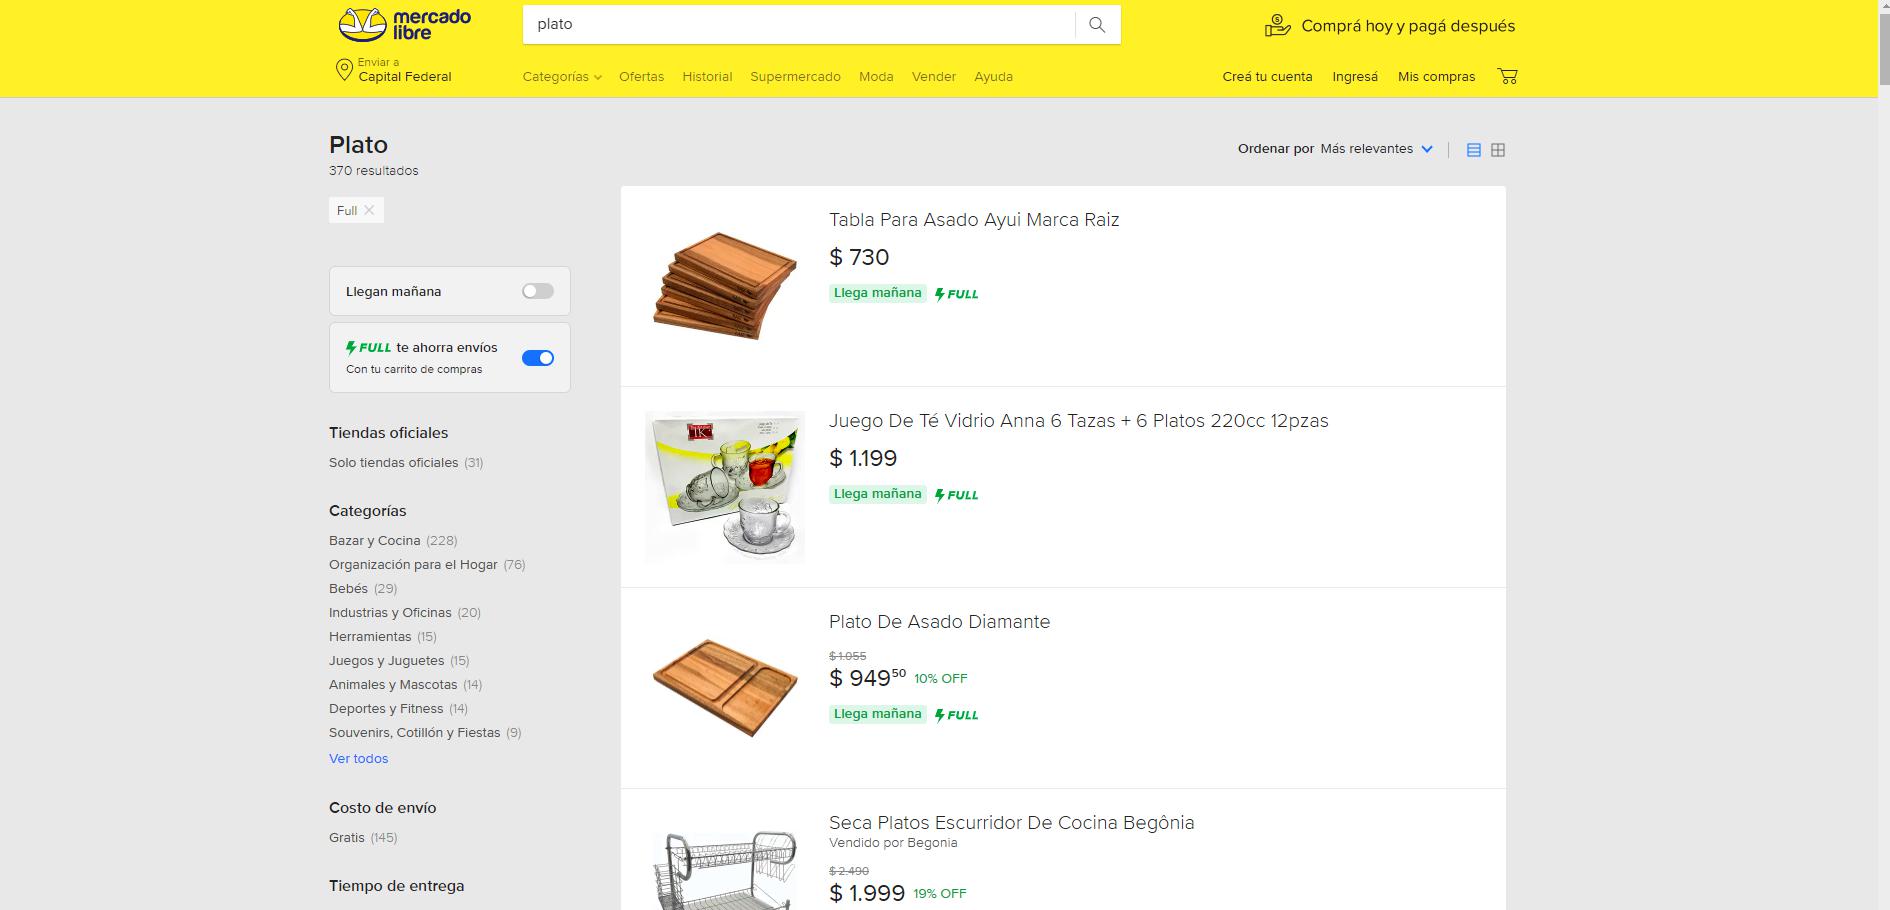 mercado
libre
plato
Comprá hoy y pagá después
Enviar a
Capital Federal
Categorías Ofertas Historial Supermercado Moda Vender Ayuda
Creá tu cuenta Ingresá Mis compras
Plato
370 resultados
Full
Ordenar por Más relevantes
Llegan mañana
FULL te ahorra envíos
Con tu carrito de compras
Tiendas oficiales
Solo tiendas oficiales (31)
Categorías
Bazar y Cocina (228)
Organización para el Hogar (76)
Bebés (29)
Industrias y Oficinas (20)
Herramientas (15)
Juegos y Juguetes (15)
Animales y Mascotas (14)
Deportes y Fitness (14)
Souvenirs, Cotillón y Fiestas (9)
Ver todos
Costo de envío
Gratis (145)
Tiempo de entrega
Tabla Para Asado Ayui Marca Raiz
$ 730
Llega mañana FULL
Juego De Té Vidrio Anna 6 Tazas + 6 Platos 220cc 12pzas
$ 1.199
Llega mañana FULL
Plato De Asado Diamante
$ 1.055
$ 949 50 10% OFF
Llega mañana FULL
Seca Platos Escurridor De Cocina Begônia
Vendido por Begonia
$ 2.490
$ 1.999 19% OFF